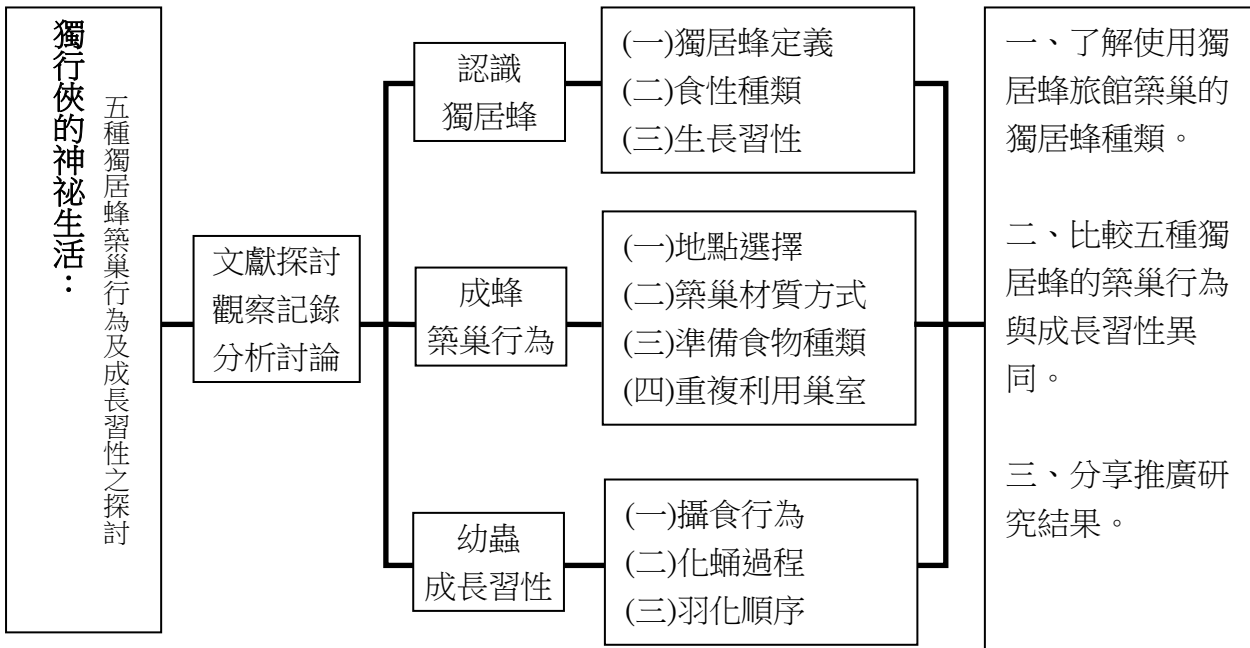 獨行俠的神祕生活：
五種獨居蜂築巢行為及成長習性之探討
文獻探討
觀察記錄
分析討論
認識
獨居蜂
(一)獨居蜂定義
(二)食性種類
(三)生長習性
成蜂
築巢行為
(一)地點選擇
(二)築巢材質方式
(三)準備食物種類
(四)重複利用巢室
幼蟲
成長習性
(一)攝食行為
(二)化蛹過程
(三)羽化順序
一、了解使用獨
居蜂旅館築巢的
獨居蜂種類。
二、比較五種獨
居蜂的築巢行為
與成長習性異
同。
三、分享推廣研
究結果。